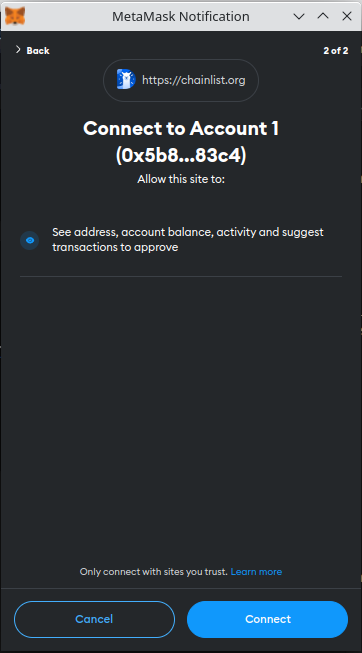 MetaMask Notification
Back
2 of 2
https://chainlist.org
Connect to Account 1
(0x5b8...83c4)
Allow this site to:
See address, account balance, activity and suggest
transactions to approve
Only connect with sites you trust. Learn more
Cancel
Connect